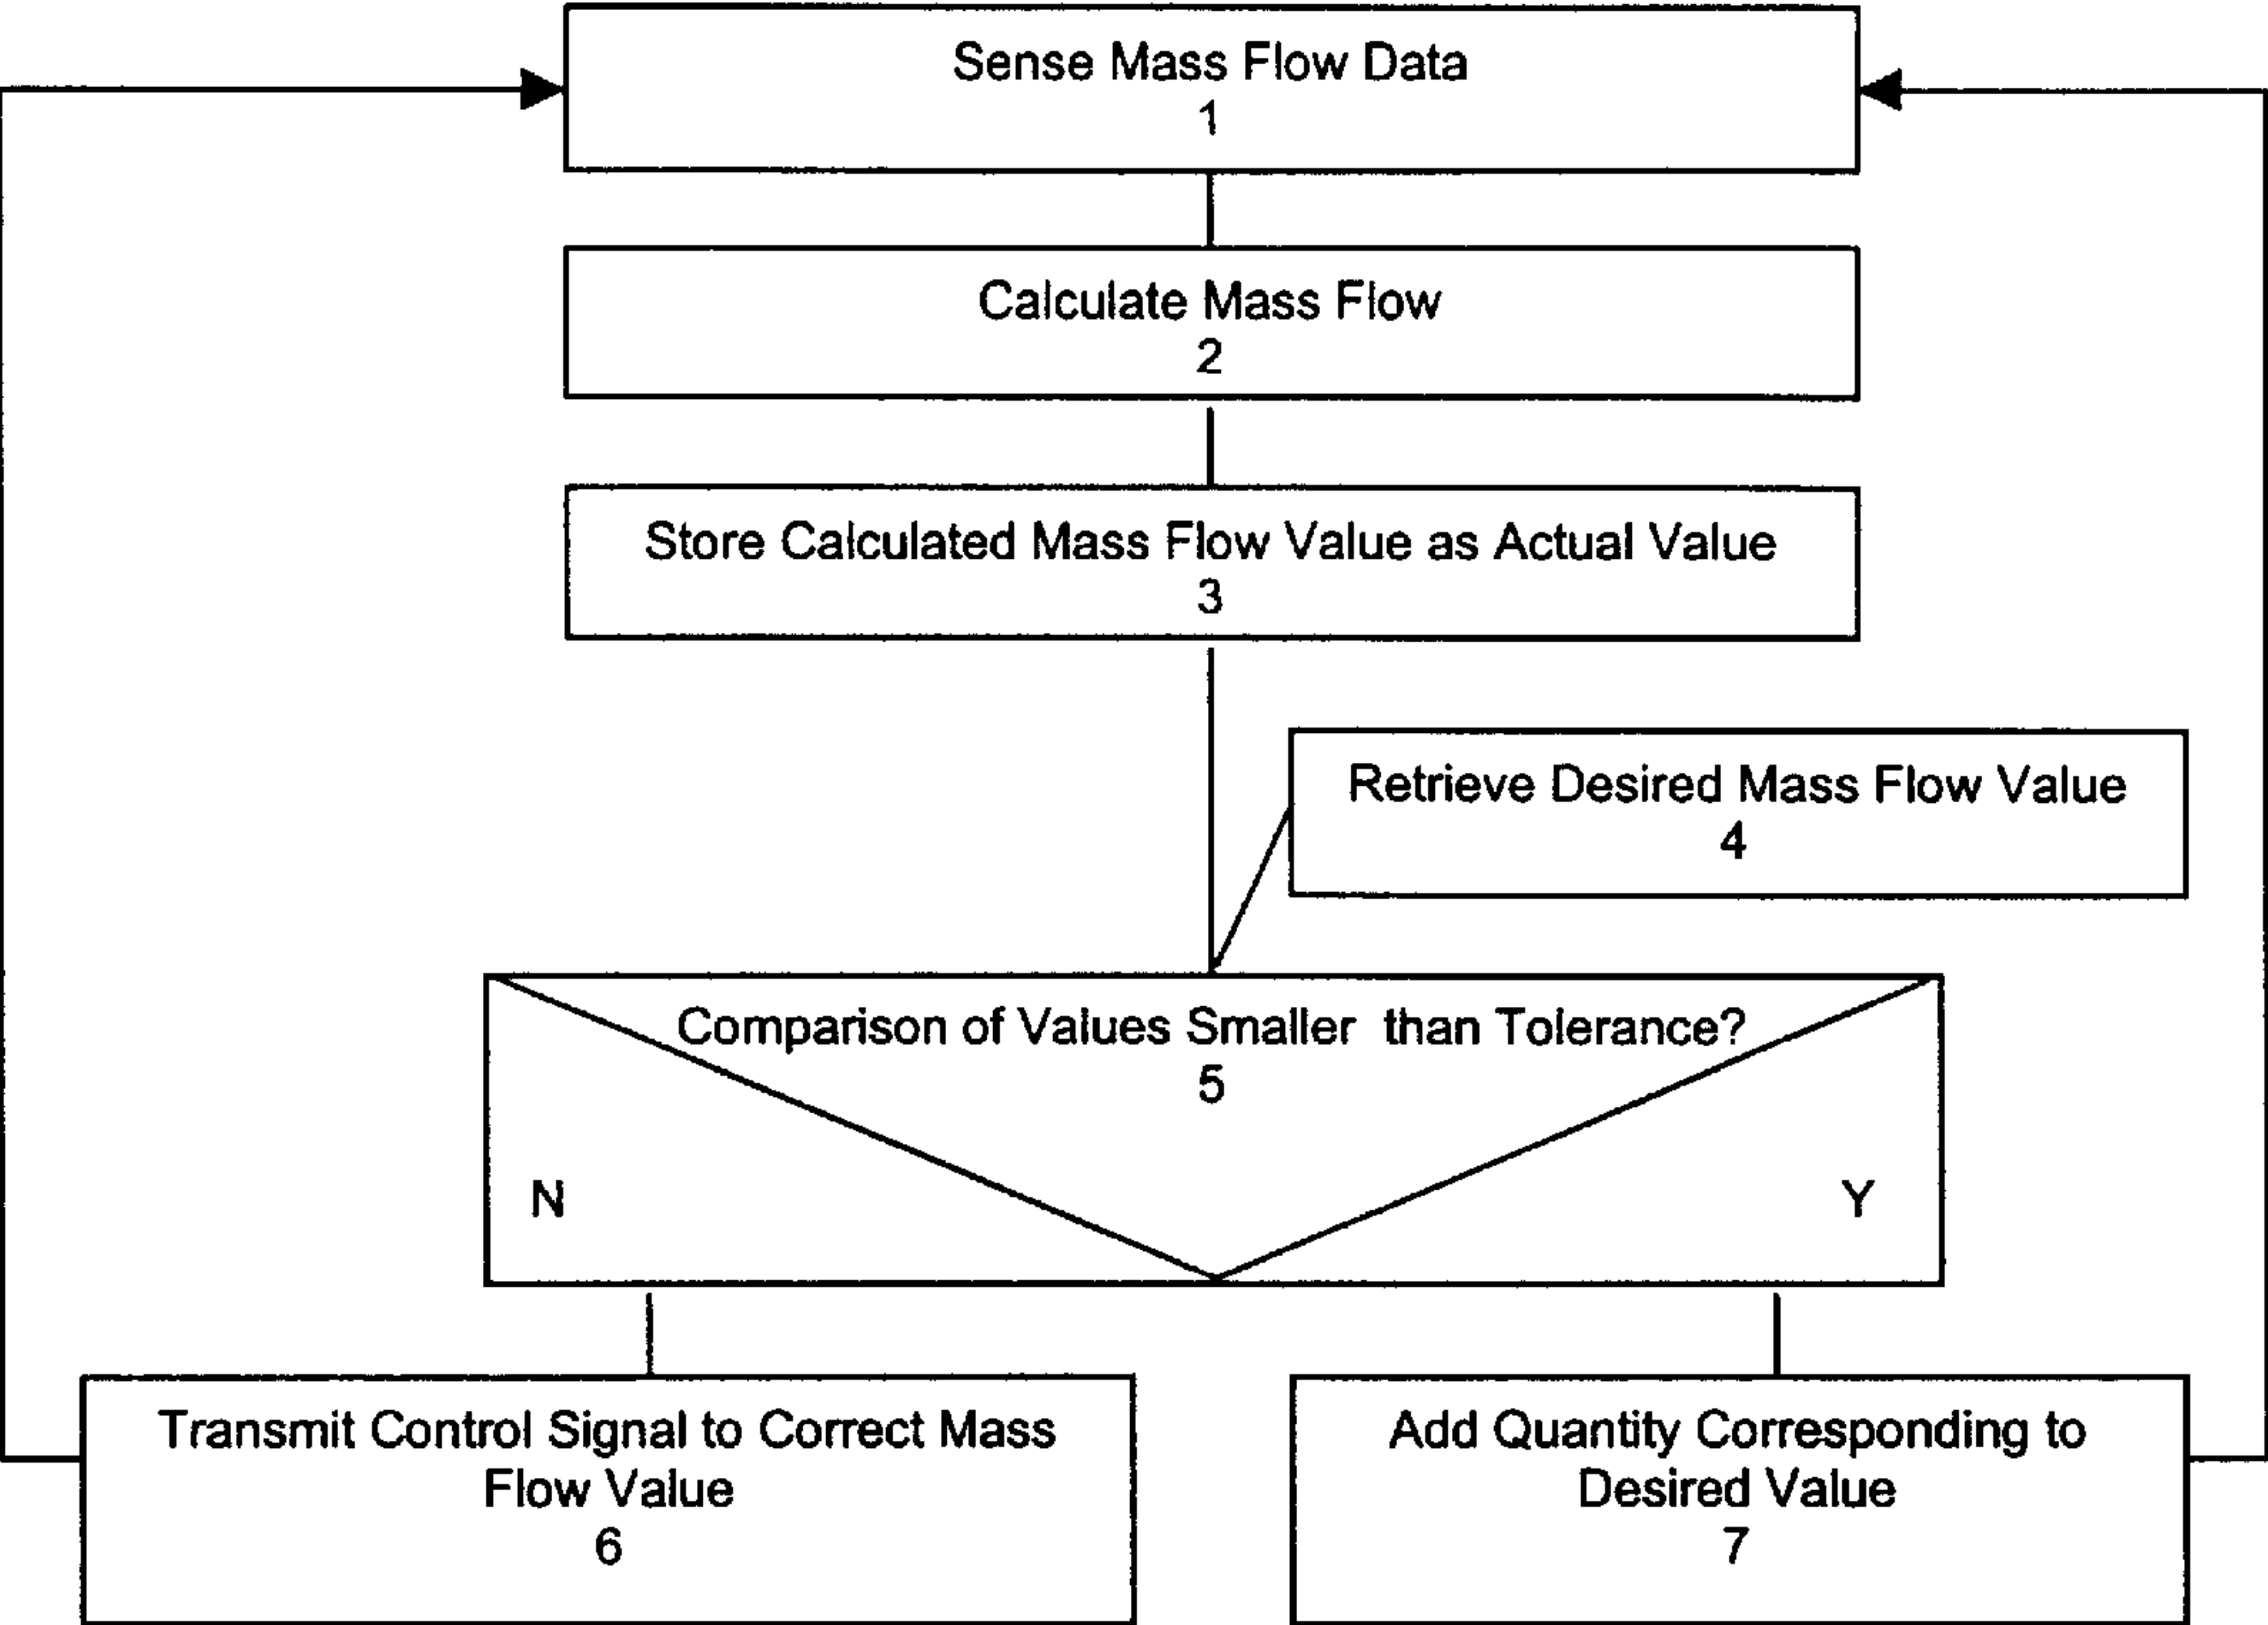 Sense Mass Flow Data
1
Calculate Mass Flow
2
Store Calculated Mass Flow Value as Actual Value
3
Retrieve Desired Mass Flow Value
4
Comparison of Values Smaller than Tolerance?
5
N
Y
Transmit Control Signal to Correct Mass
Flow Value
6
Add Quantity Corresponding to
Desired Value
7